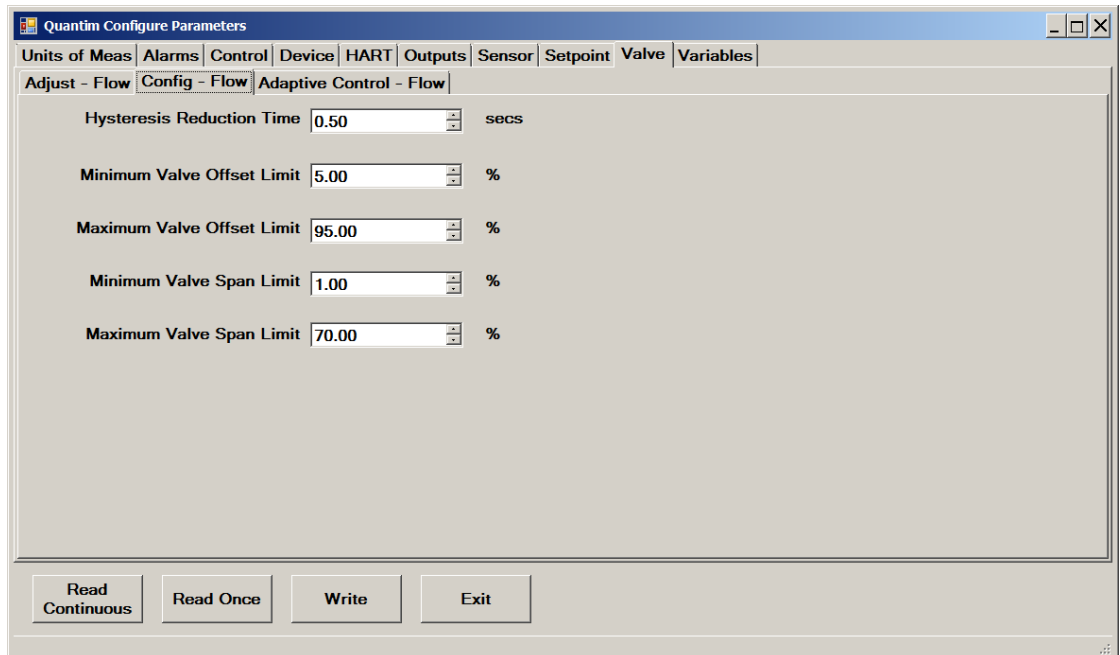 Quantim Configure Parameters
Units of Meas Alarms Control Device HART Outputs Sensor Setpoint Valve Variables
Adjust - Flow Config - Flow Adaptive Control - Flow
Hysteresis Reduction Time 0.50 secs
Minimum Valve Offset Limit 5.00 %
Maximum Valve Offset Limit 95.00 %
Minimum Valve Span Limit 1.00 %
Maximum Valve Span Limit 70.00 %
Read
Continuous
Read Once
Write
Exit